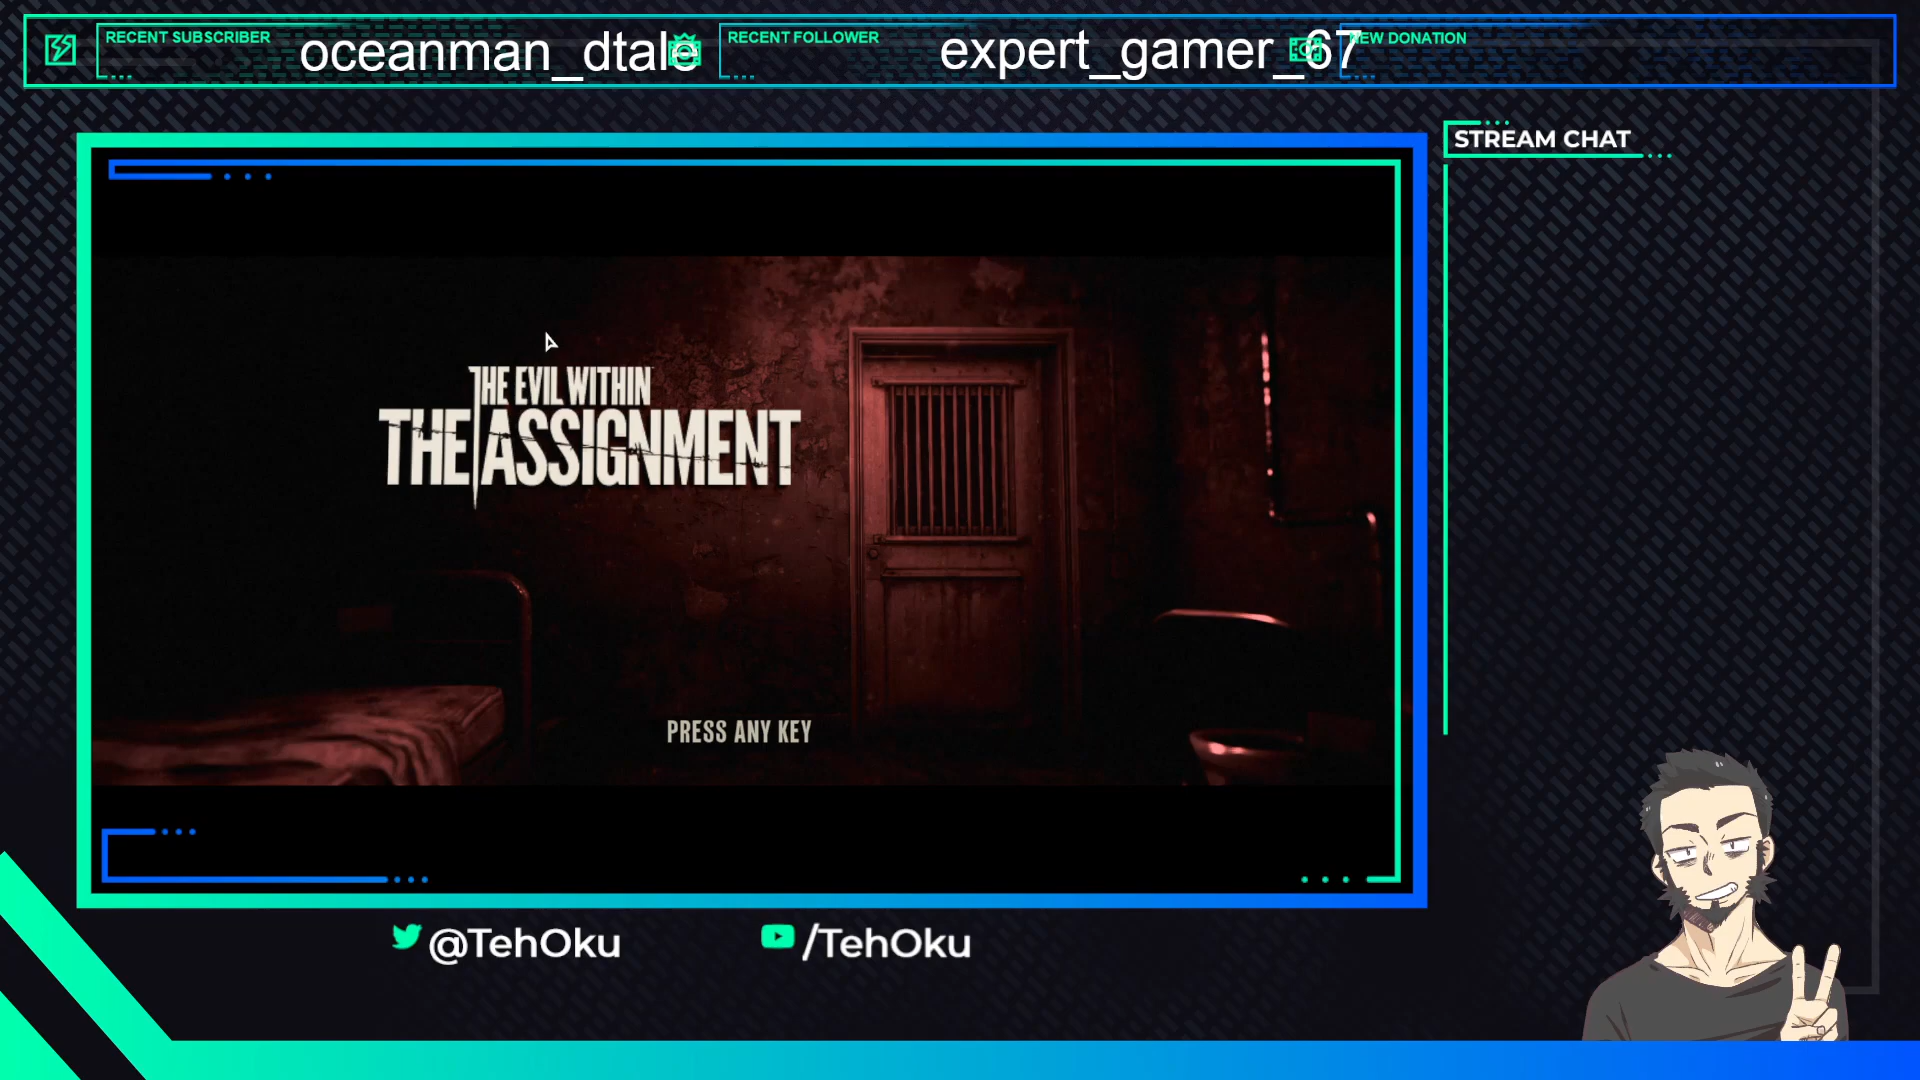 RECENT SUBSCRIBER
oceanman_dtale
RECENT FOLLOWER
expert_gamer_67
NEW DONATION
STREAM CHAT
THE EVIL WITHIN
THE ASSIGNMENT
PRESS ANY KEY
@TehOku
/TehOku